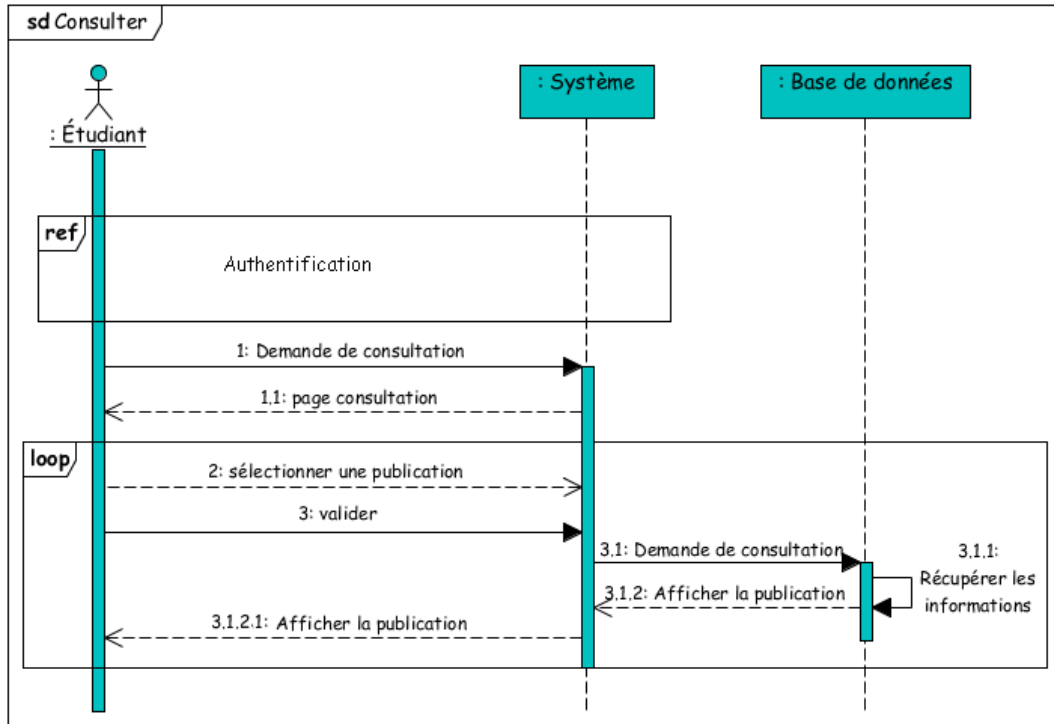 sd Consulter
: Étudiant
: Système
: Base de données
ref
Authentification
1: Demande de consultation
1.1: page consultation
loop
2: sélectionner une publication
3: valider
3.1: Demande de consultation
3.1.1:
Récupérer les
informations
3.1.2: Afficher la publication
3.1.2.1: Afficher la publication